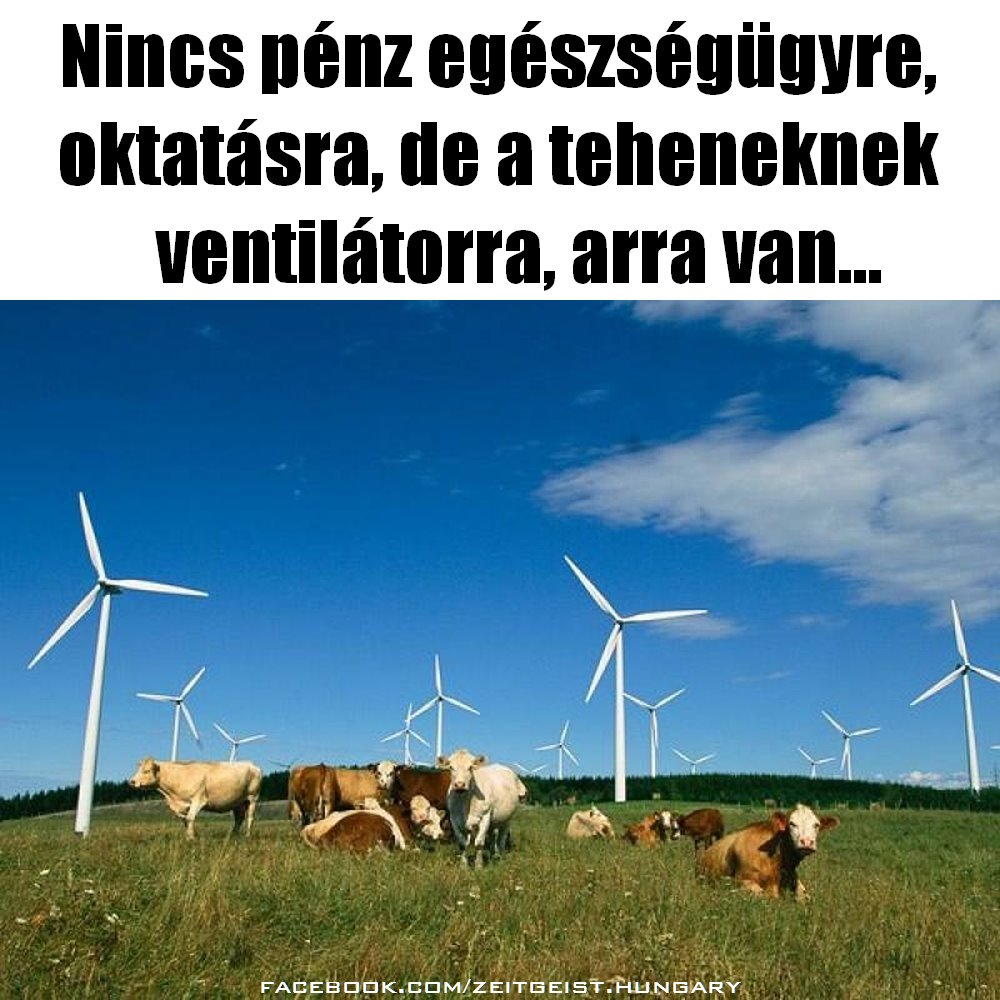 Nincs pénz egészségügyre,
oktatásra, de a teheneknek
ventilátorra, arra van...
FACEBOOK.COM/ZEITGEIST.HUNGARY